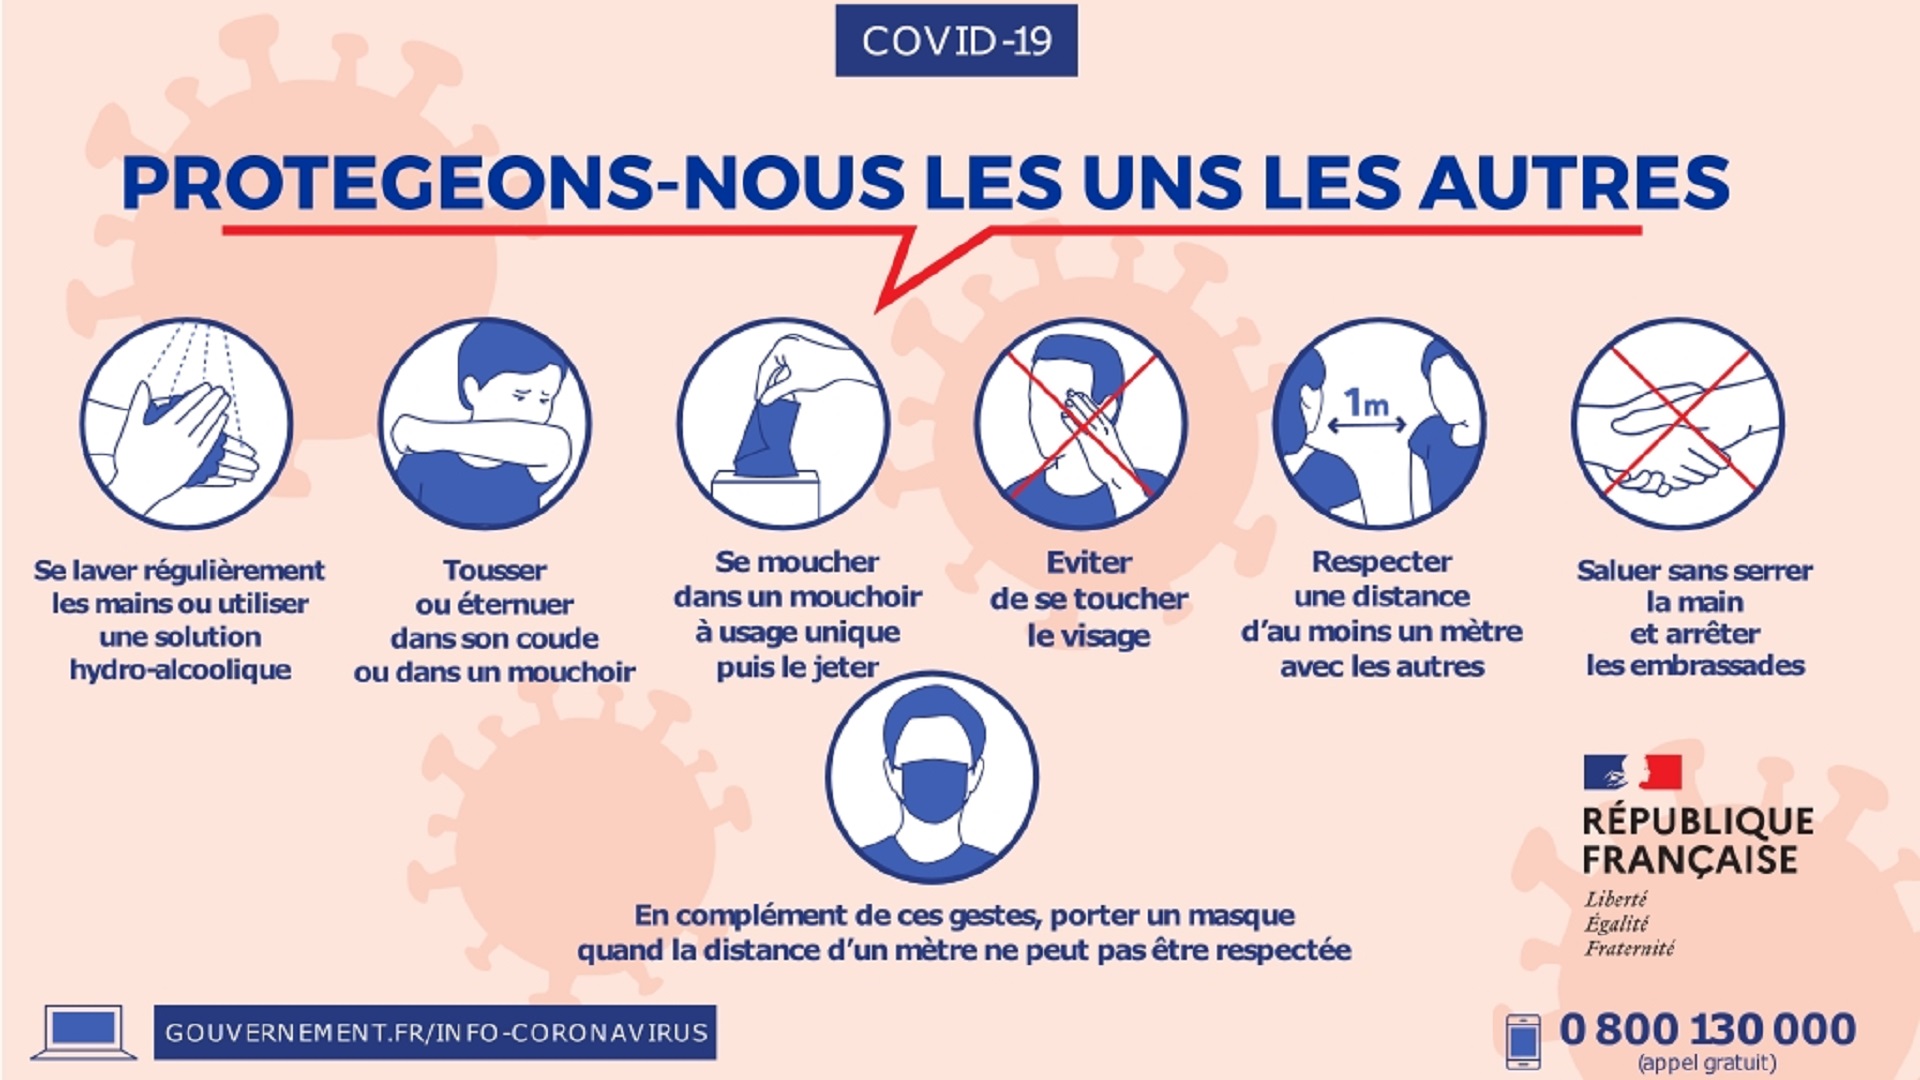 COVID-19
PROTEGEONS-NOUS LES UNS LES AUTRES
1m
Se laver régulièrement
les mains ou utiliser
une solution
hydro-alcoolique
Tousser
ou éternuer
dans son coude
ou dans un mouchoir
Se moucher
dans un mouchoir
à usage unique
puis le jeter
Eviter
de se toucher
le visage
Respecter
une distance
d'au moins un mètre
avec les autres
Saluer sans serrer
la main
et arrêter
les embrassades
En complément de ces gestes, porter un masque
quand la distance d'un mètre ne peut pas être respectée
RÉPUBLIQUE
FRANÇAISE
Liberté
Égalité
Fraternité
GOUVERNEMENT.FR/INFO-CORONAVIRUS
0 800 130 000
(appel gratuit)